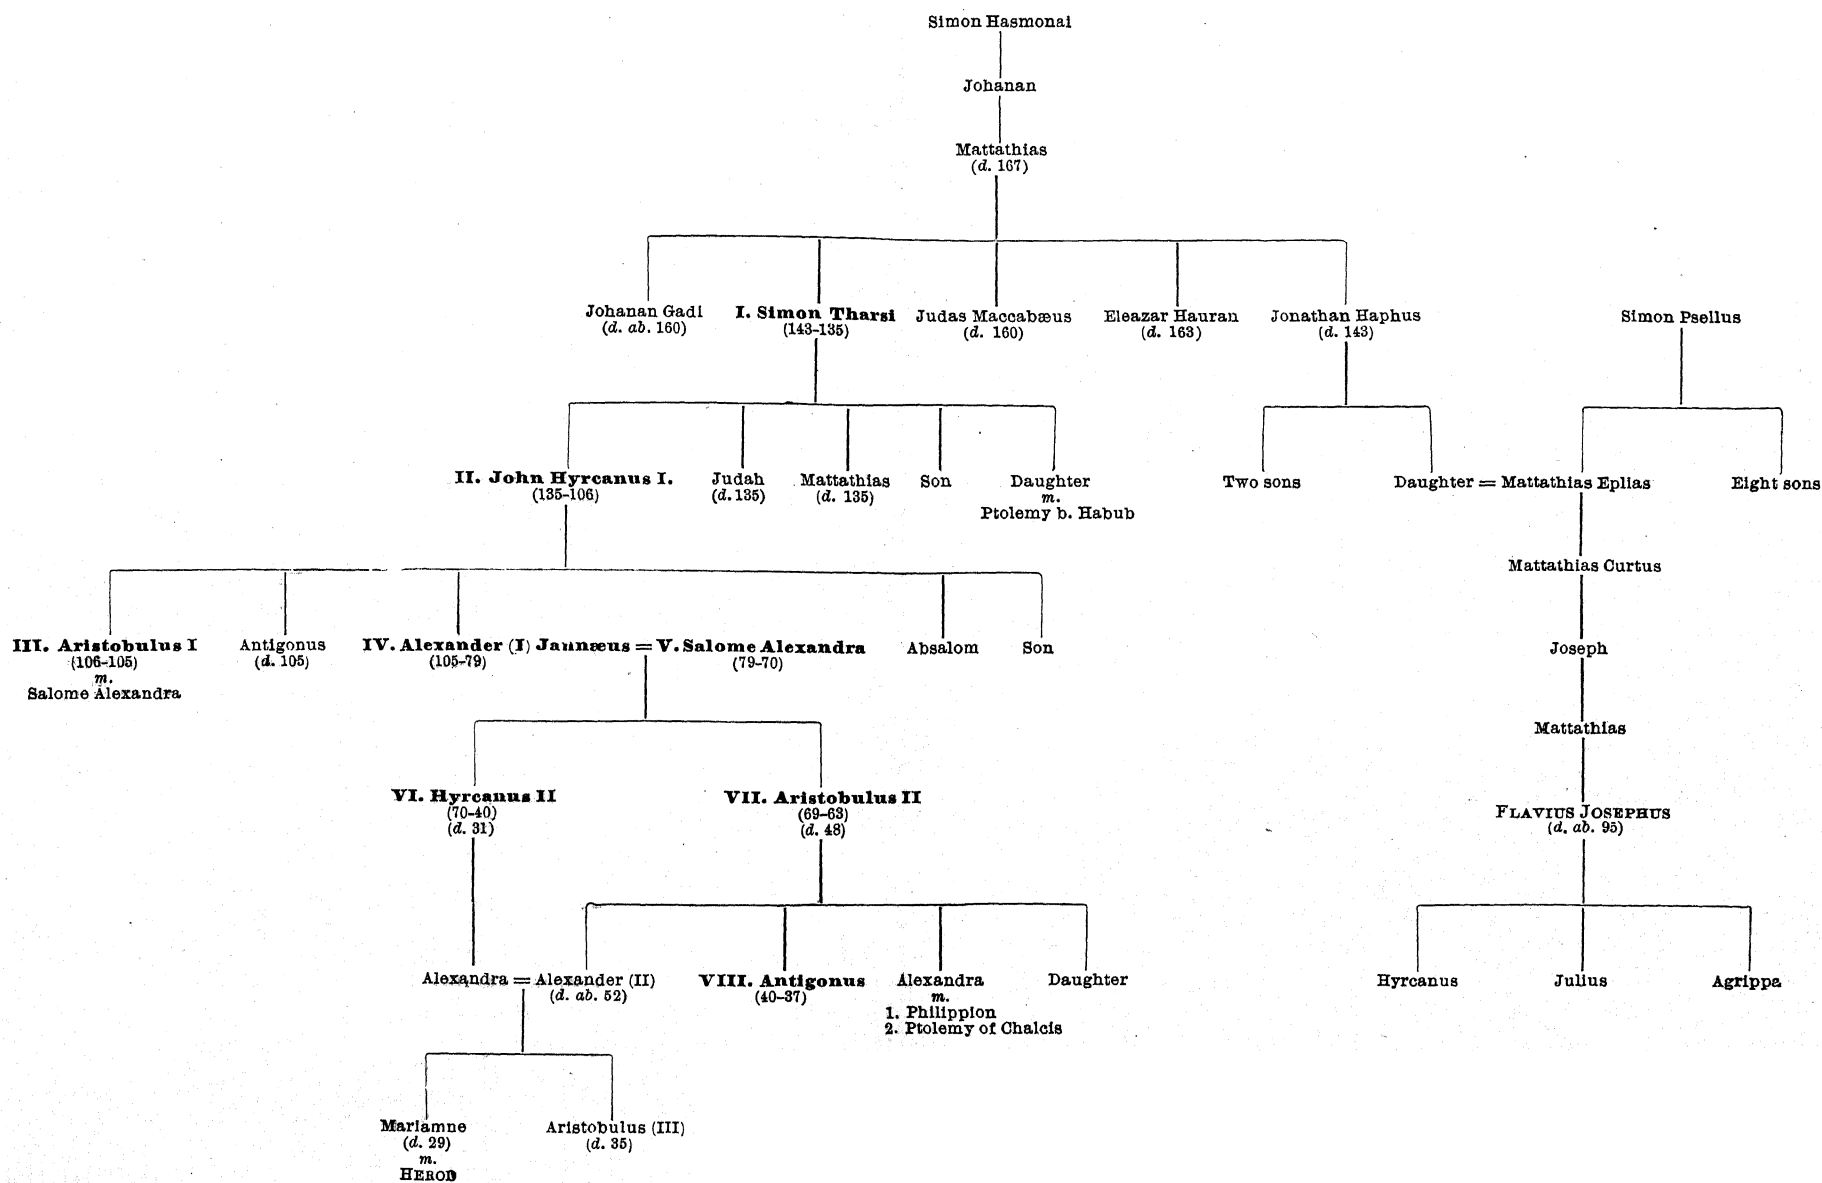 Simon Hasmonai
Johanan
Mattathias
(d. 167)
Johanan Gadi
(d. ab. 160)
I. Simon Tharsi
(143-135)
Judas Maccabæus
(d. 160)
Eleazar Hauran
(d. 163)
Jonathan Haphus
(d. 143)
Simon Psellus
II. John Hyrcanus I.
(135-106)
Judah
(d. 135)
Mattathias
(d. 135)
Son
Daughter
m.
Ptolemy b. Habub
Two sons
Daughter = Mattathias Eplias
Eight sons
Mattathias Curtus
III. Aristobulus I
(106-105)
m.
Salome Alexandra
Antigonus
(d. 105)
IV. Alexander (I) Jannæus = V. Salome Alexandra
(105-79)
(79-70)
Absalom
Son
Joseph
Mattathias
VI. Hyrcanus II
(70-40)
(d. 31)
VII. Aristobulus II
(69-63)
(d. 48)
FLAVIUS JOSEPHUS
(d. ab. 95)
Alexandra = Alexander (II)
(d. ab. 52)
VIII. Antigonus
(40-37)
Alexandra
m.
1. Philippion
2. Ptolemy of Chalcis
Daughter
Hyrcanus
Julius
Agrippa
Mariamne
(d. 29)
m.
HEROD
Aristobulus (III)
(d. 35)